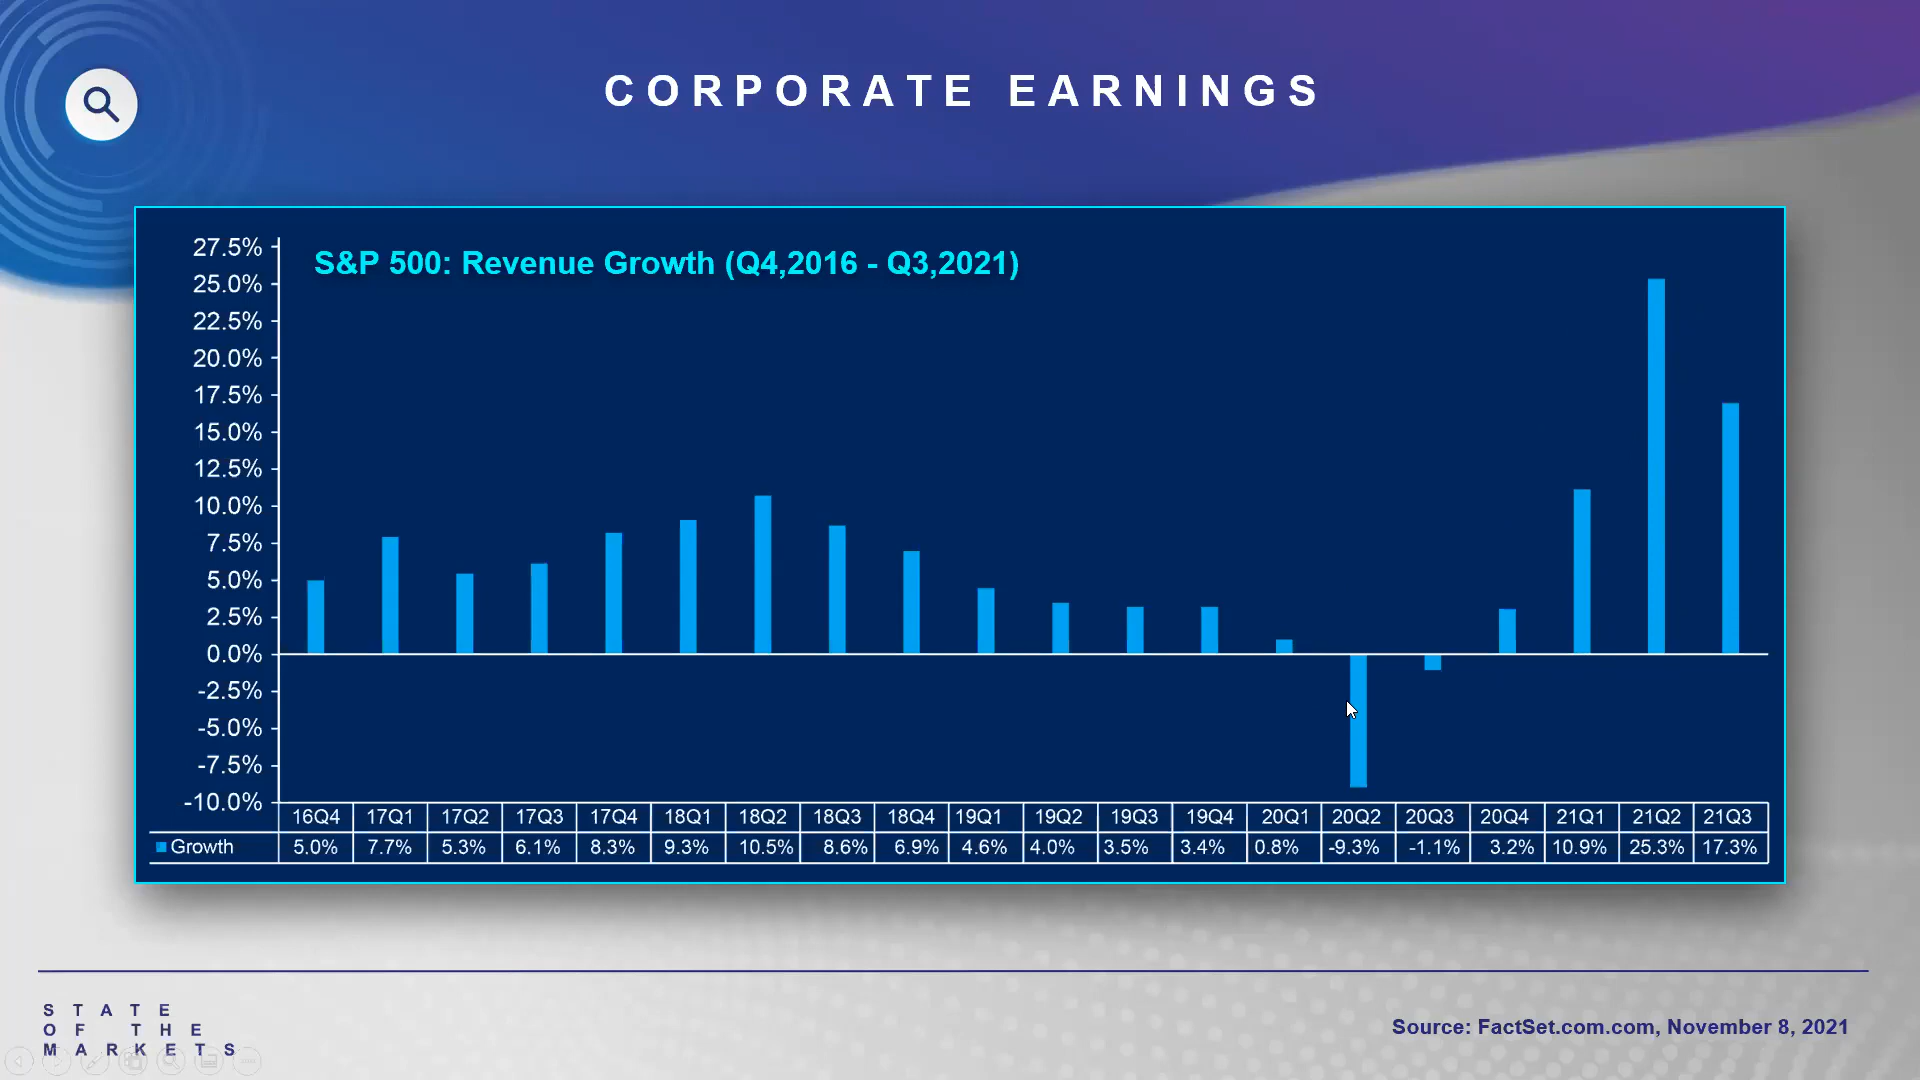 CORPORATE EARNINGS
S&P 500: Revenue Growth (Q4,2016 - Q3,2021)
27.5%
25.0%
22.5%
20.0%
17.5%
15.0%
12.5%
10.0%
7.5%
5.0%
2.5%
0.0%
-2.5%
-5.0%
-7.5%
-10.0%
16Q4 17Q1 17Q2 17Q3 17Q4 18Q1 18Q2 18Q3 18Q4 19Q1 19Q2 19Q3 19Q4 20Q1 20Q2 20Q3 20Q4 21Q1 21Q2 21Q3
Growth 5.0% 7.7% 5.3% 6.1% 8.3% 9.3% 10.5% 8.6% 6.9% 4.6% 4.0% 3.5% 3.4% 0.8% -9.3% -1.1% 3.2% 10.9% 25.3% 17.3%
STATE
OF THE
MARKETS
Source: FactSet.com.com, November 8, 2021